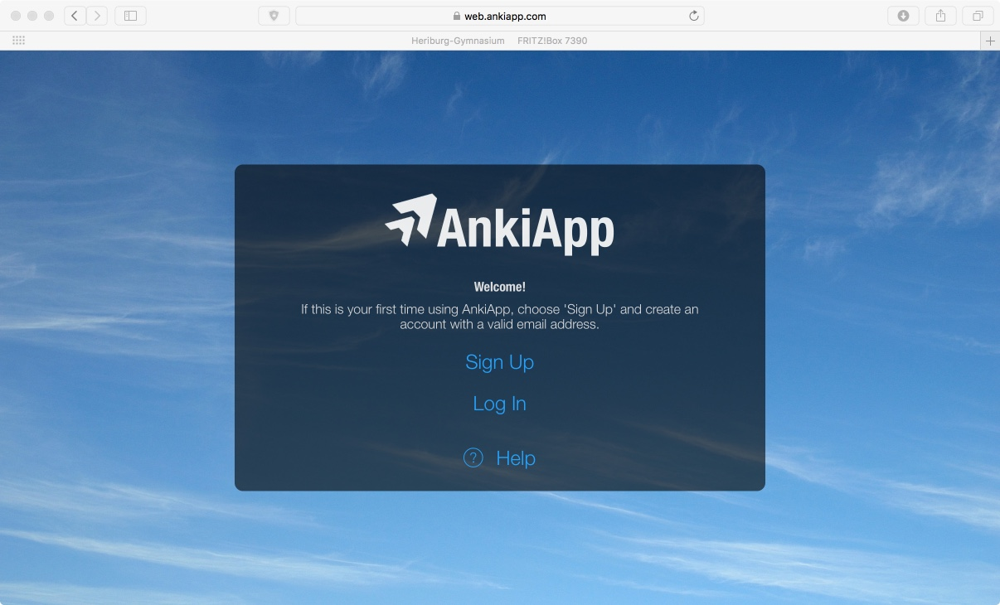 web.ankiapp.com
Heriburg-Gymnasium FRITZ!Box 7390
AnkiApp
Welcome!
If this is your first time using AnkiApp, choose 'Sign Up' and create an
account with a valid email address.
Sign Up
Log In
? Help